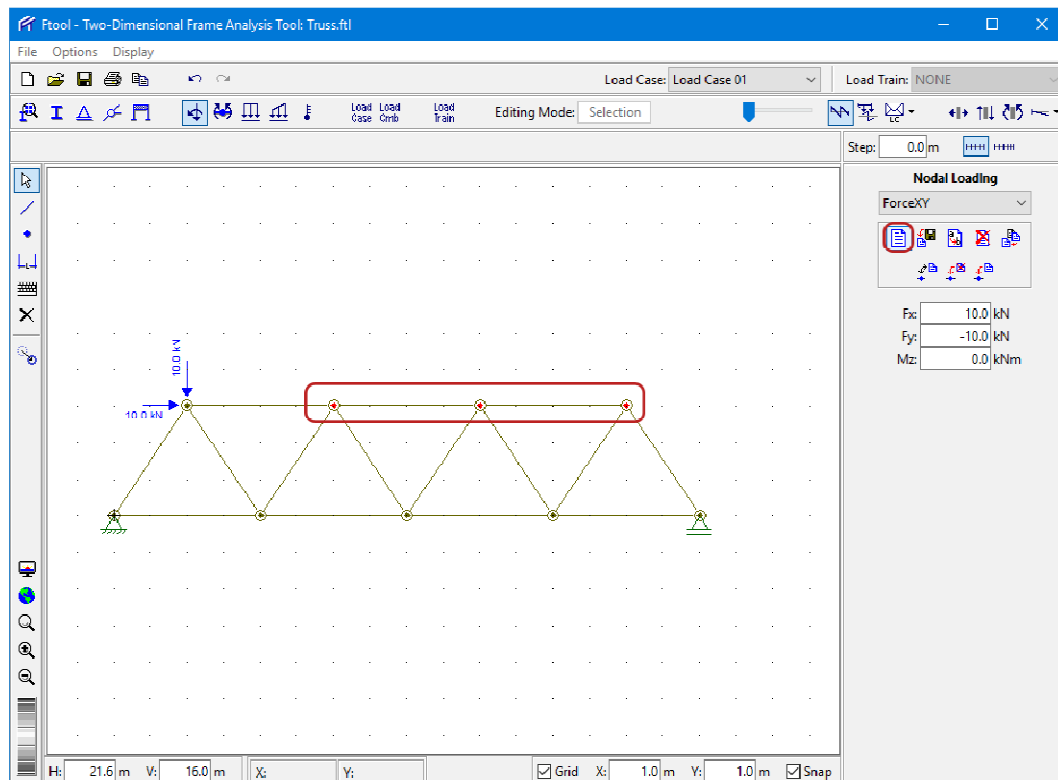 Ftool - Two-Dimensional Frame Analysis Tool: Truss.ftl
File Options Display
Load Case: Load Case 01 Load Train: NONE
Load Case Load Cmb Load Train Editing Mode: Selection LC
Step: 0.0 m
Nodal Loading
ForceXY
Fx: 10.0 kN
Fy: -10.0 kN
Mz: 0.0 kNm
10.0 kN
10.0 kN
H: 21.6 m V: 16.0 m X: Y: Grid X: 1.0 m Y: 1.0 m Snap